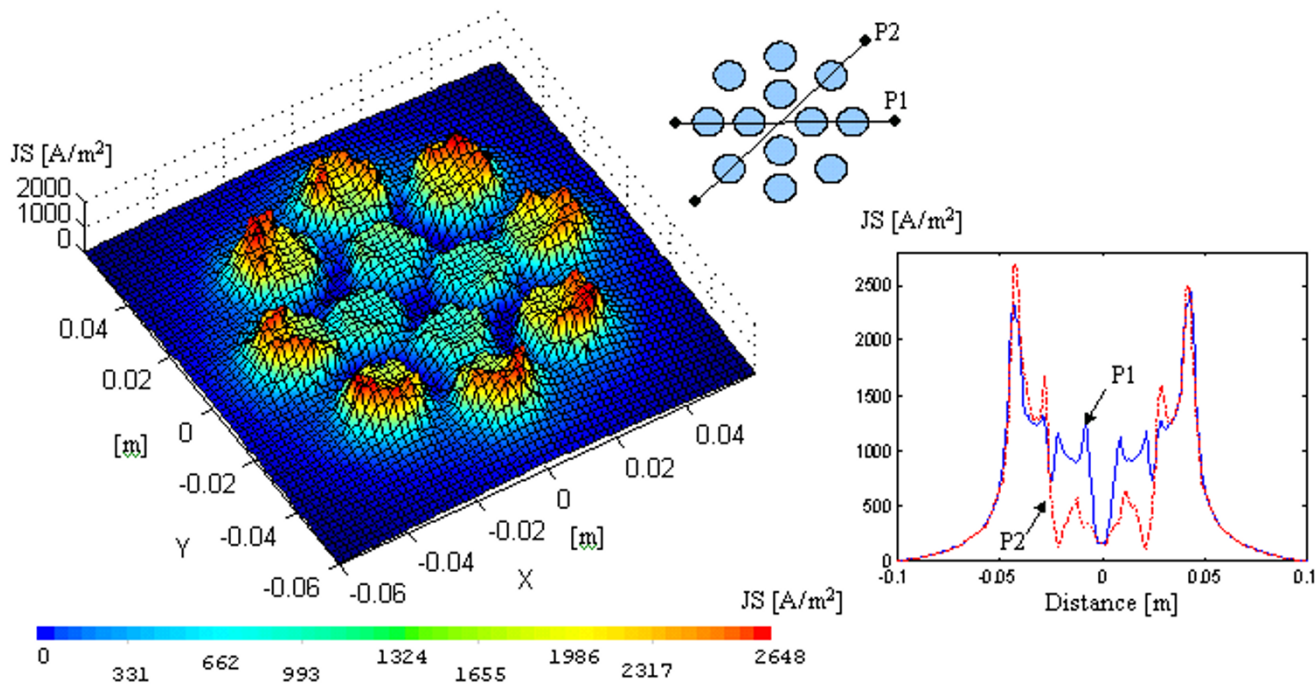 P2
P1
JS [A/m²]
2000
1000
0
JS [A/m²]
0.04
0.02
0
[m]
-0.02
Y
-0.04
-0.06
-0.06
-0.04
X
-0.02
[m]
0
0.02
0.04
2500
2000
1500
1000
500
0
P1
P2
-0.1
-0.05
0
0.05
0.1
Distance [m]
JS [A/m²]
0
331
662
993
1324
1655
1986
2317
2648